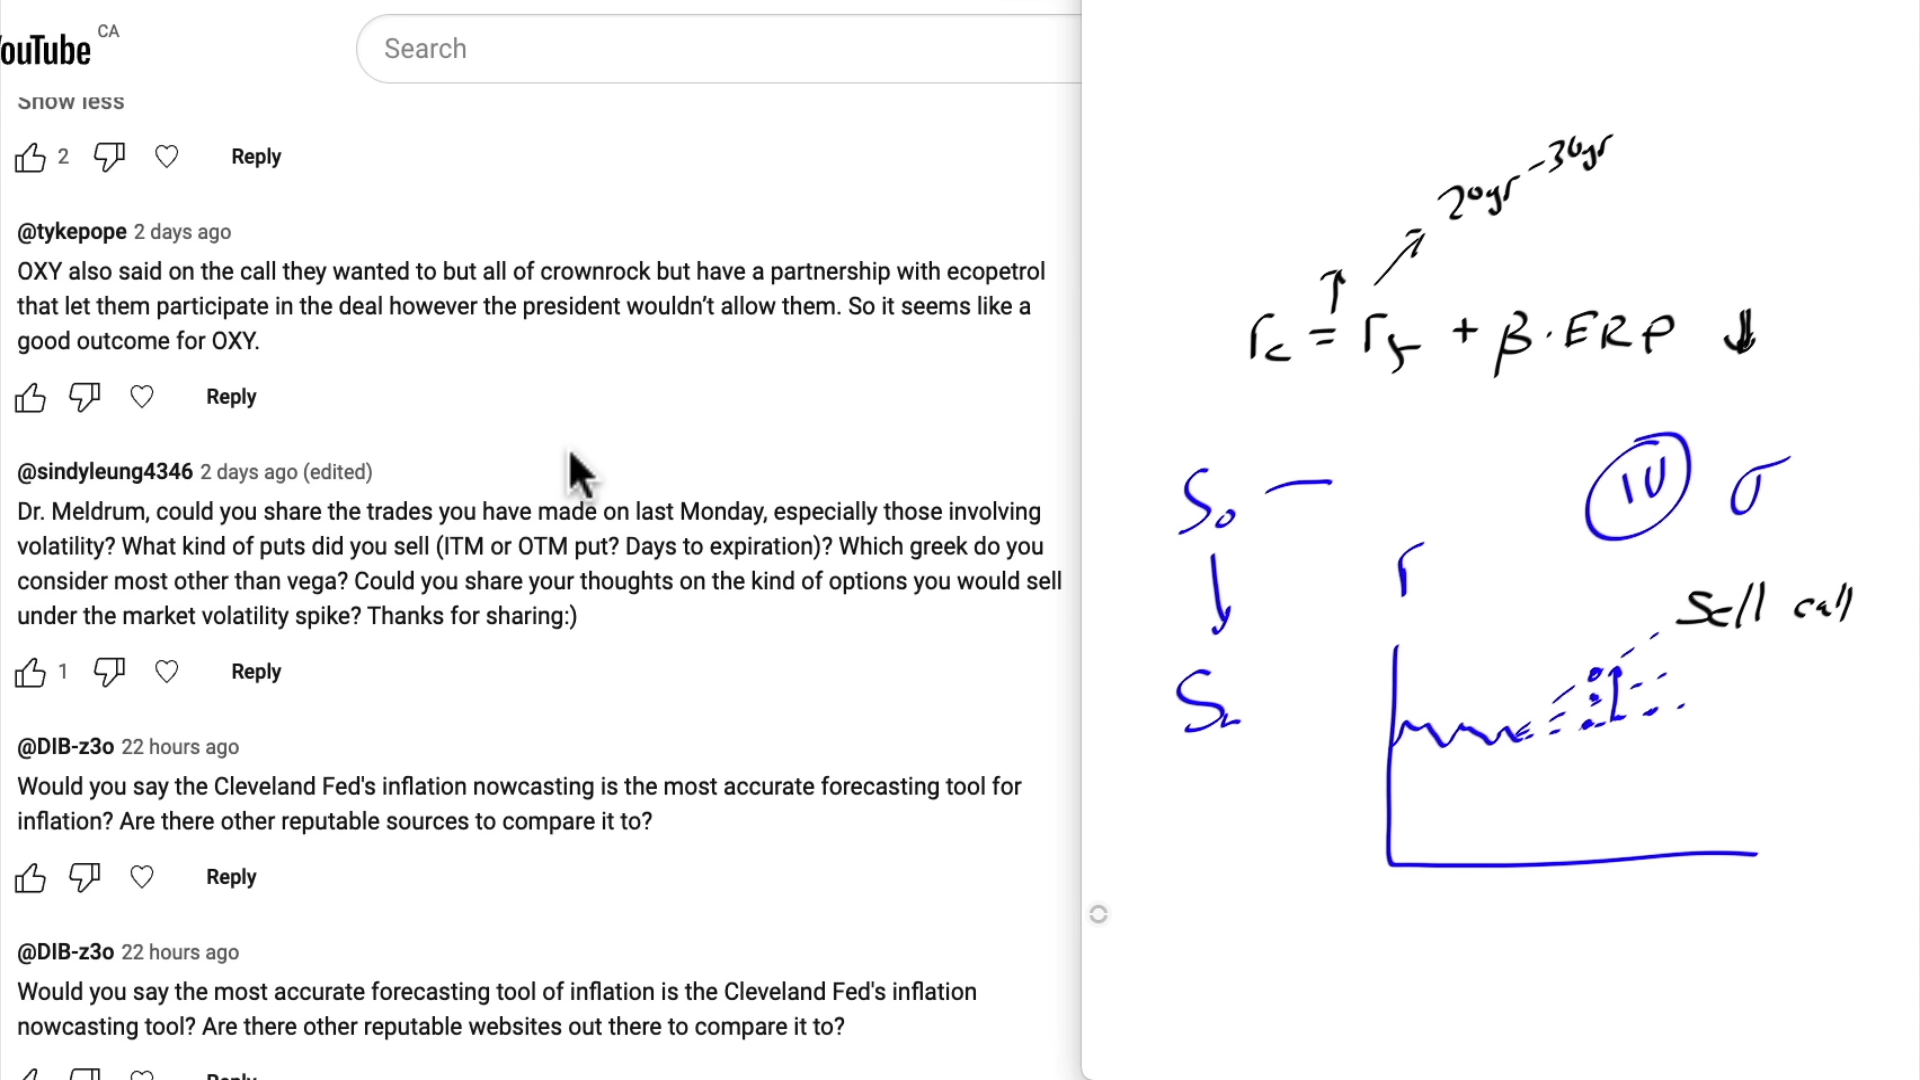 ouTube CA
Search
Show less
2 Reply
@tykepope 2 days ago
OXY also said on the call they wanted to but all of crownrock but have a partnership with ecopetrol
that let them participate in the deal however the president wouldn’t allow them. So it seems like a
good outcome for OXY.
Reply
@sindyleung4346 2 days ago (edited)
Dr. Meldrum, could you share the trades you have made on last Monday, especially those involving
volatility? What kind of puts did you sell (ITM or OTM put? Days to expiration)? Which greek do you
consider most other than vega? Could you share your thoughts on the kind of options you would sell
under the market volatility spike? Thanks for sharing:)
1 Reply
@DIB-z3o 22 hours ago
Would you say the Cleveland Fed's inflation nowcasting is the most accurate forecasting tool for
inflation? Are there other reputable sources to compare it to?
Reply
@DIB-z3o 22 hours ago
Would you say the most accurate forecasting tool of inflation is the Cleveland Fed's inflation
nowcasting tool? Are there other reputable websites out there to compare it to?
Reply
20yr -30yr
↑
rc = rf + β·ERP ↓
S₀ — IV σ
↓ r
Sell call